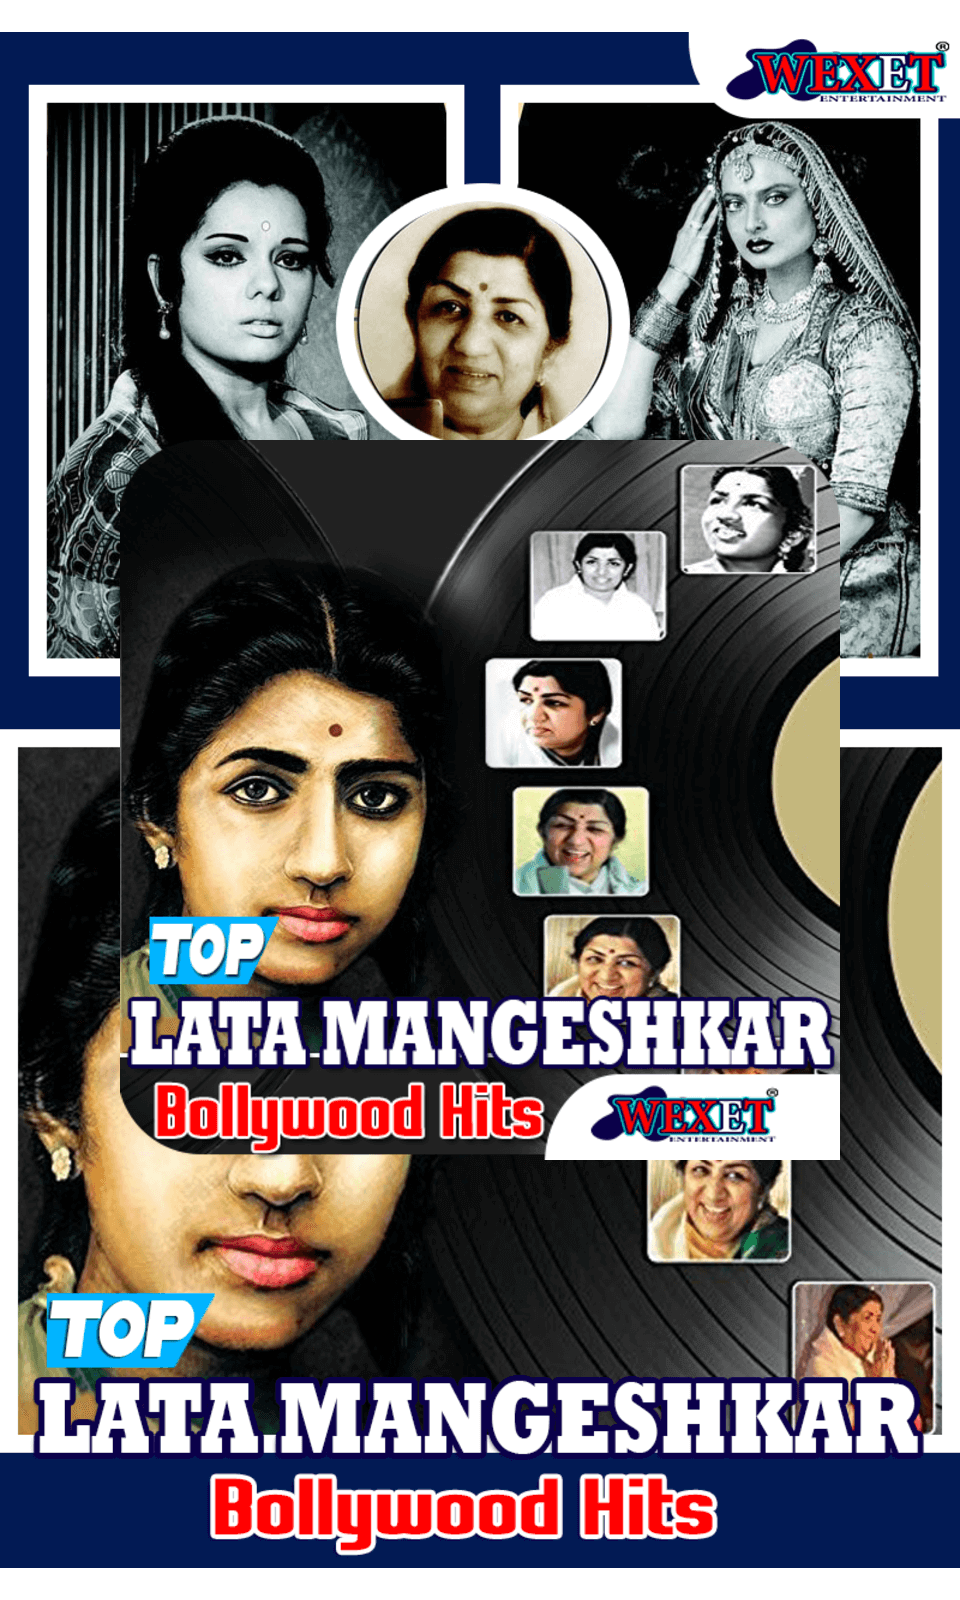 WEXET®
ENTERTAINMENT
TOP
LATA MANGESHKAR
Bollywood Hits
WEXET®
ENTERTAINMENT
TOP
LATA MANGESHKAR
Bollywood Hits